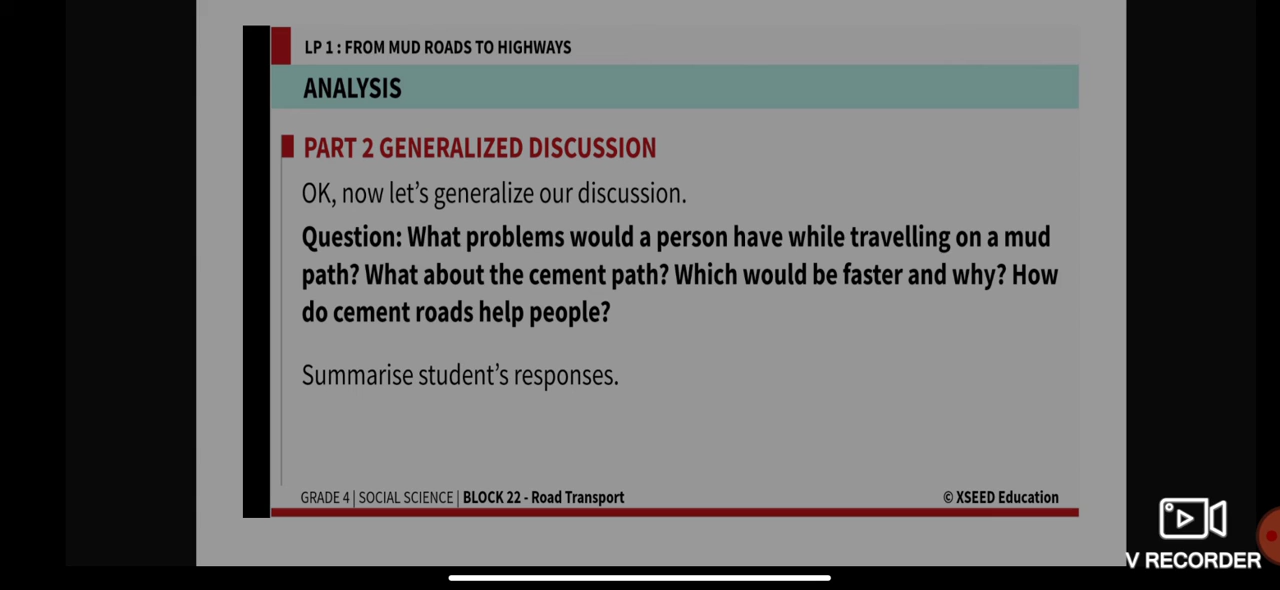 LP 1 : FROM MUD ROADS TO HIGHWAYS
ANALYSIS
PART 2 GENERALIZED DISCUSSION
OK, now let's generalize our discussion.
Question: What problems would a person have while travelling on a mud
path? What about the cement path? Which would be faster and why? How
do cement roads help people?
Summarise student's responses.
GRADE 4 | SOCIAL SCIENCE | BLOCK 22 - Road Transport
© XSEED Education
V RECORDER